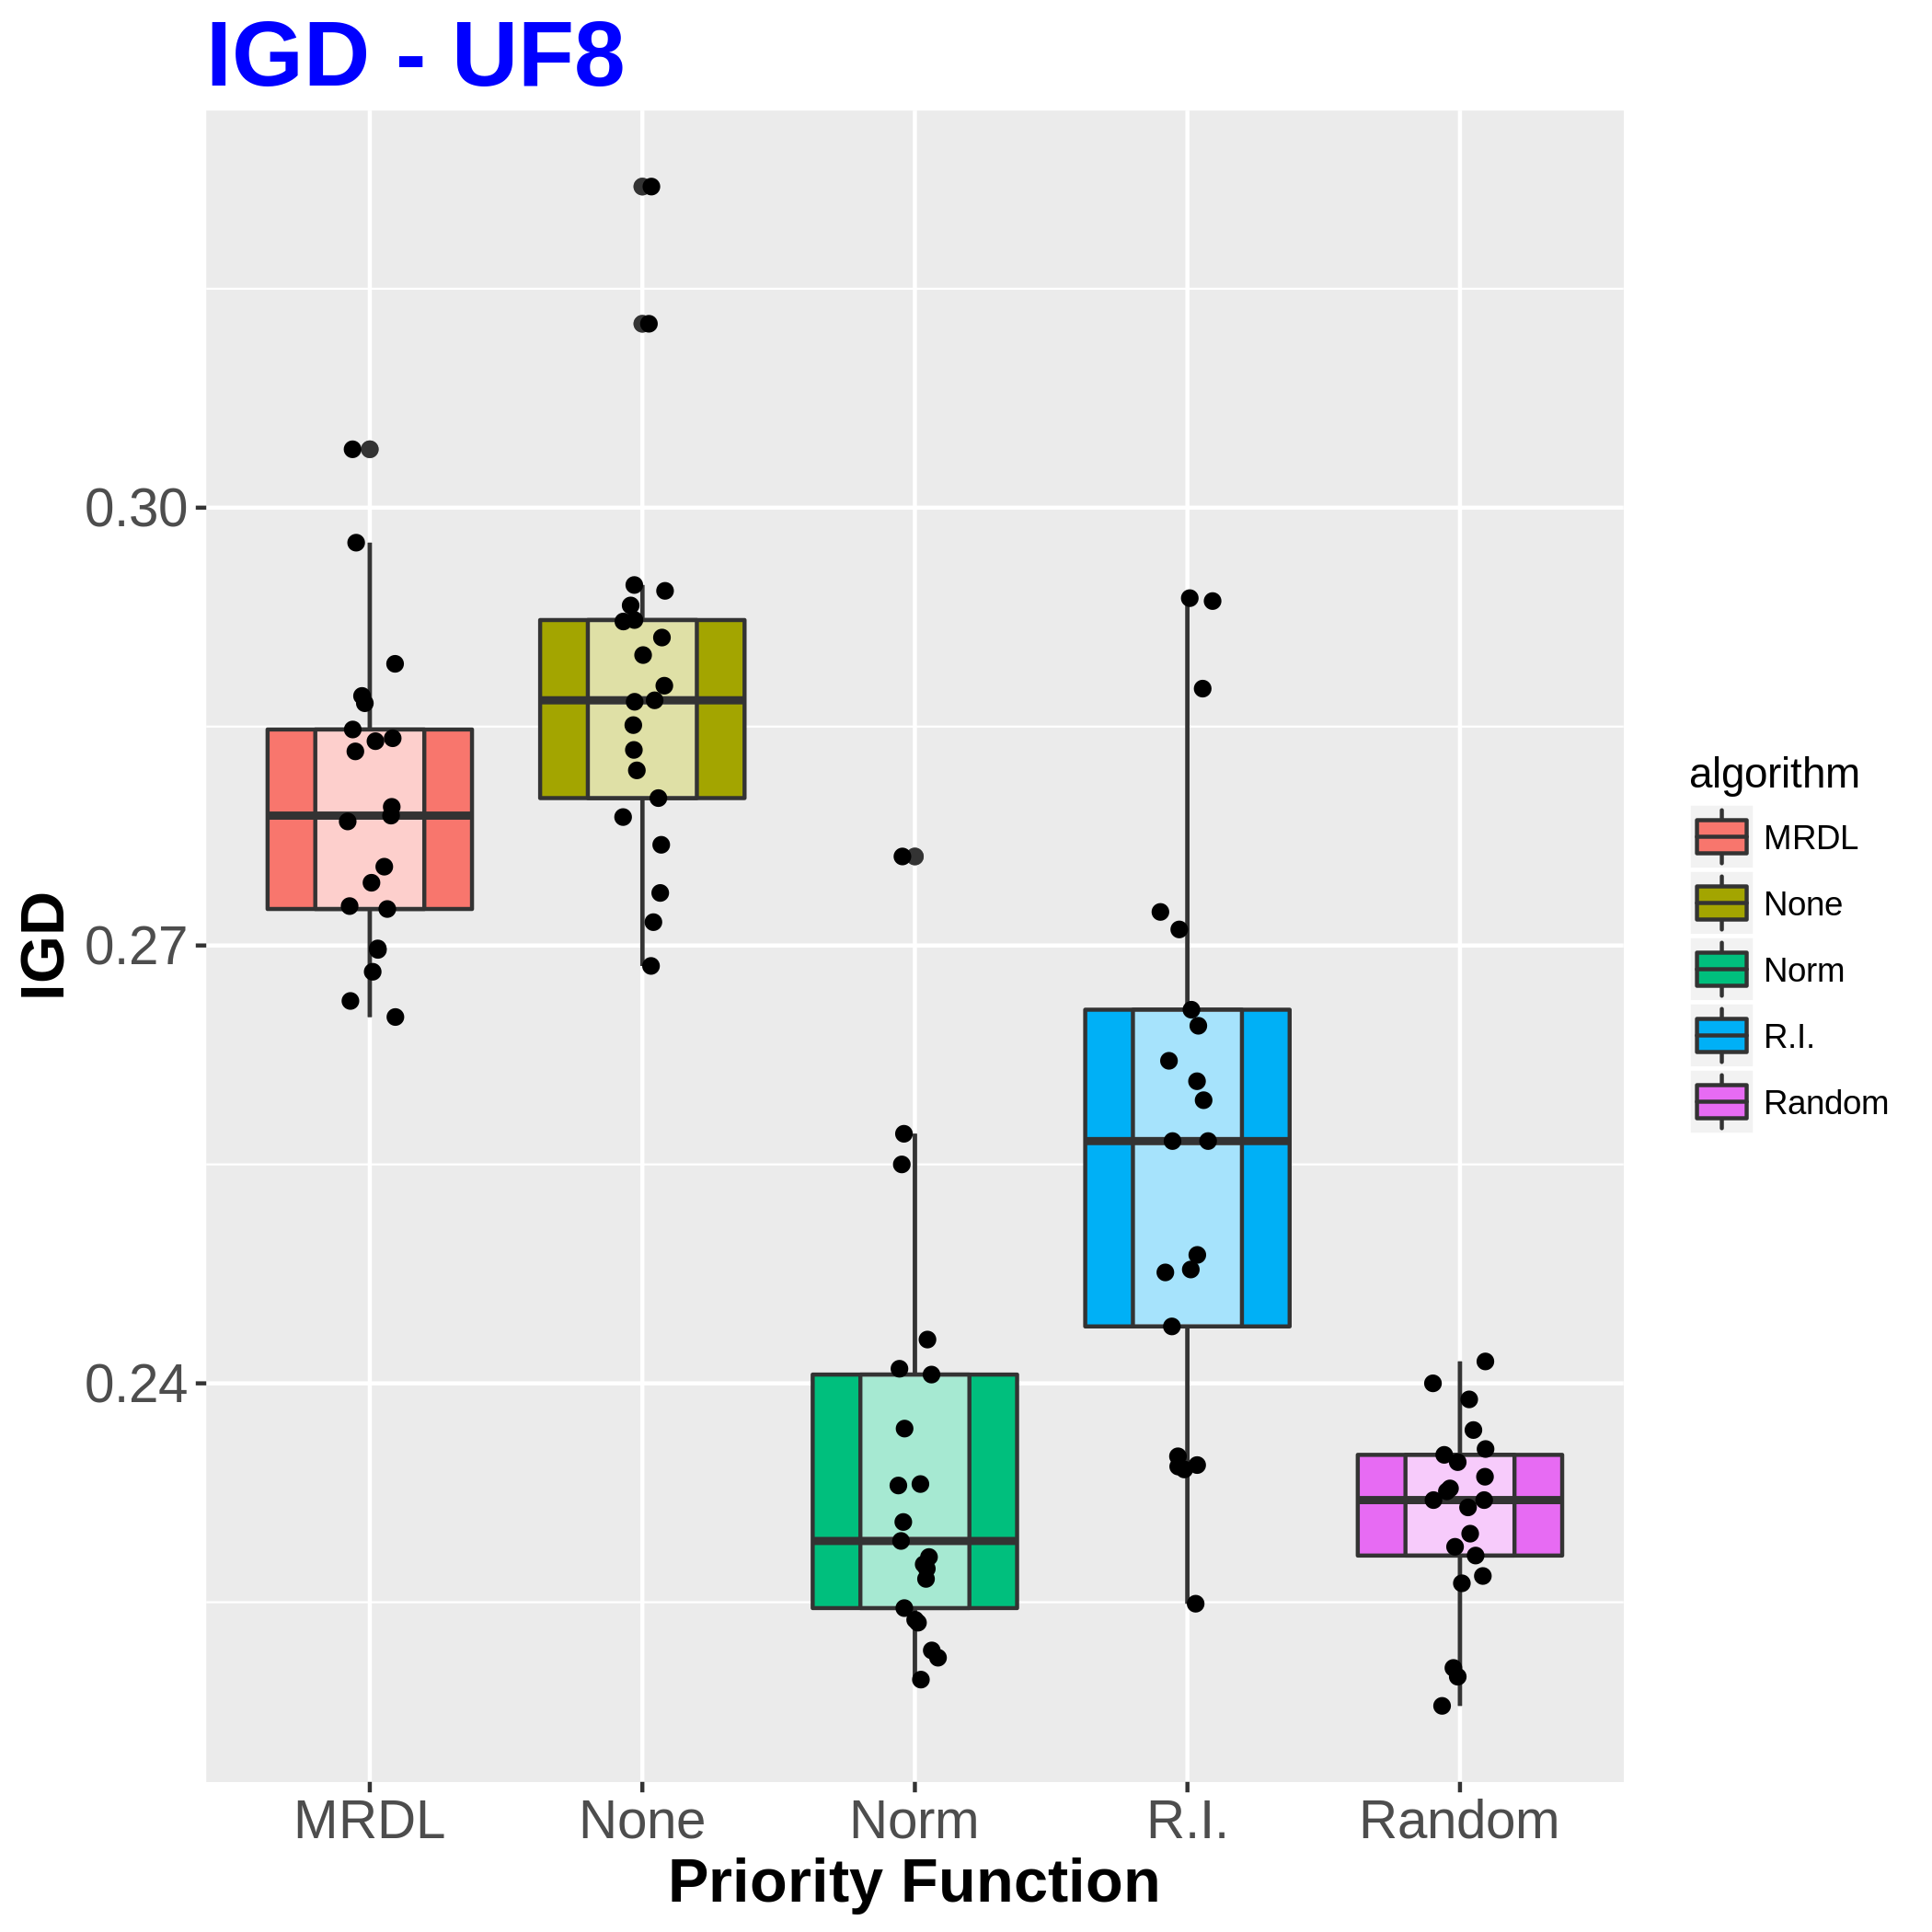 IGD - UF8
IGD
0.30
0.27
0.24
MRDL
None
Norm
R.I.
Random
Priority Function
algorithm
MRDL
None
Norm
R.I.
Random